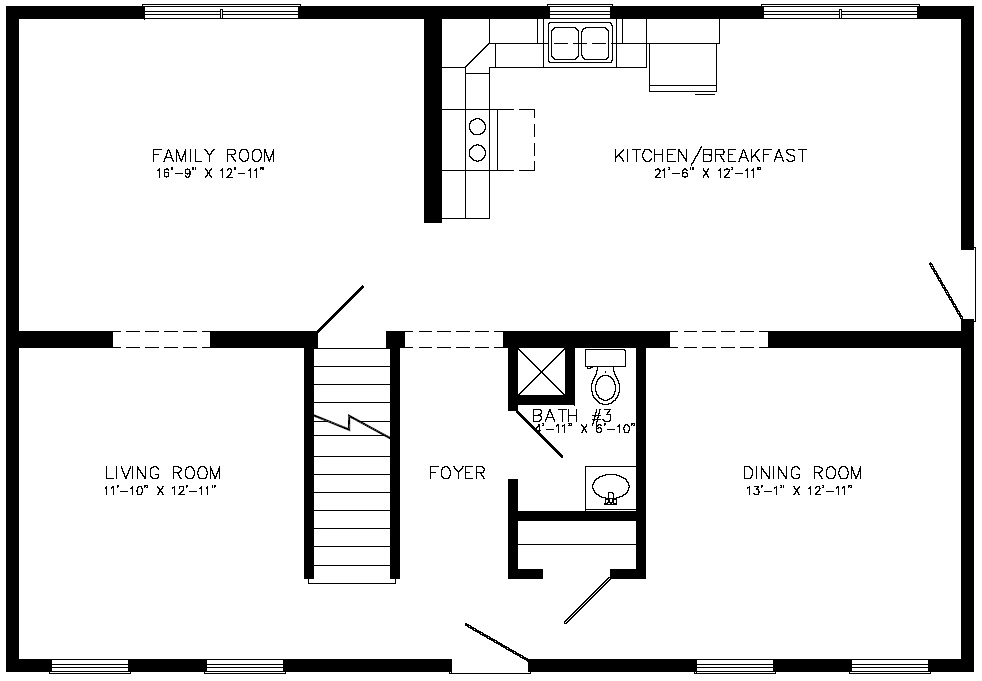 FAMILY ROOM
16'-9" X 12'-11"
KITCHEN/BREAKFAST
21'-6" X 12'-11"
BATH #3
4'-11" X 6'-10"
LIVING ROOM
11'-10" X 12'-11"
FOYER
DINING ROOM
13'-1" X 12'-11"